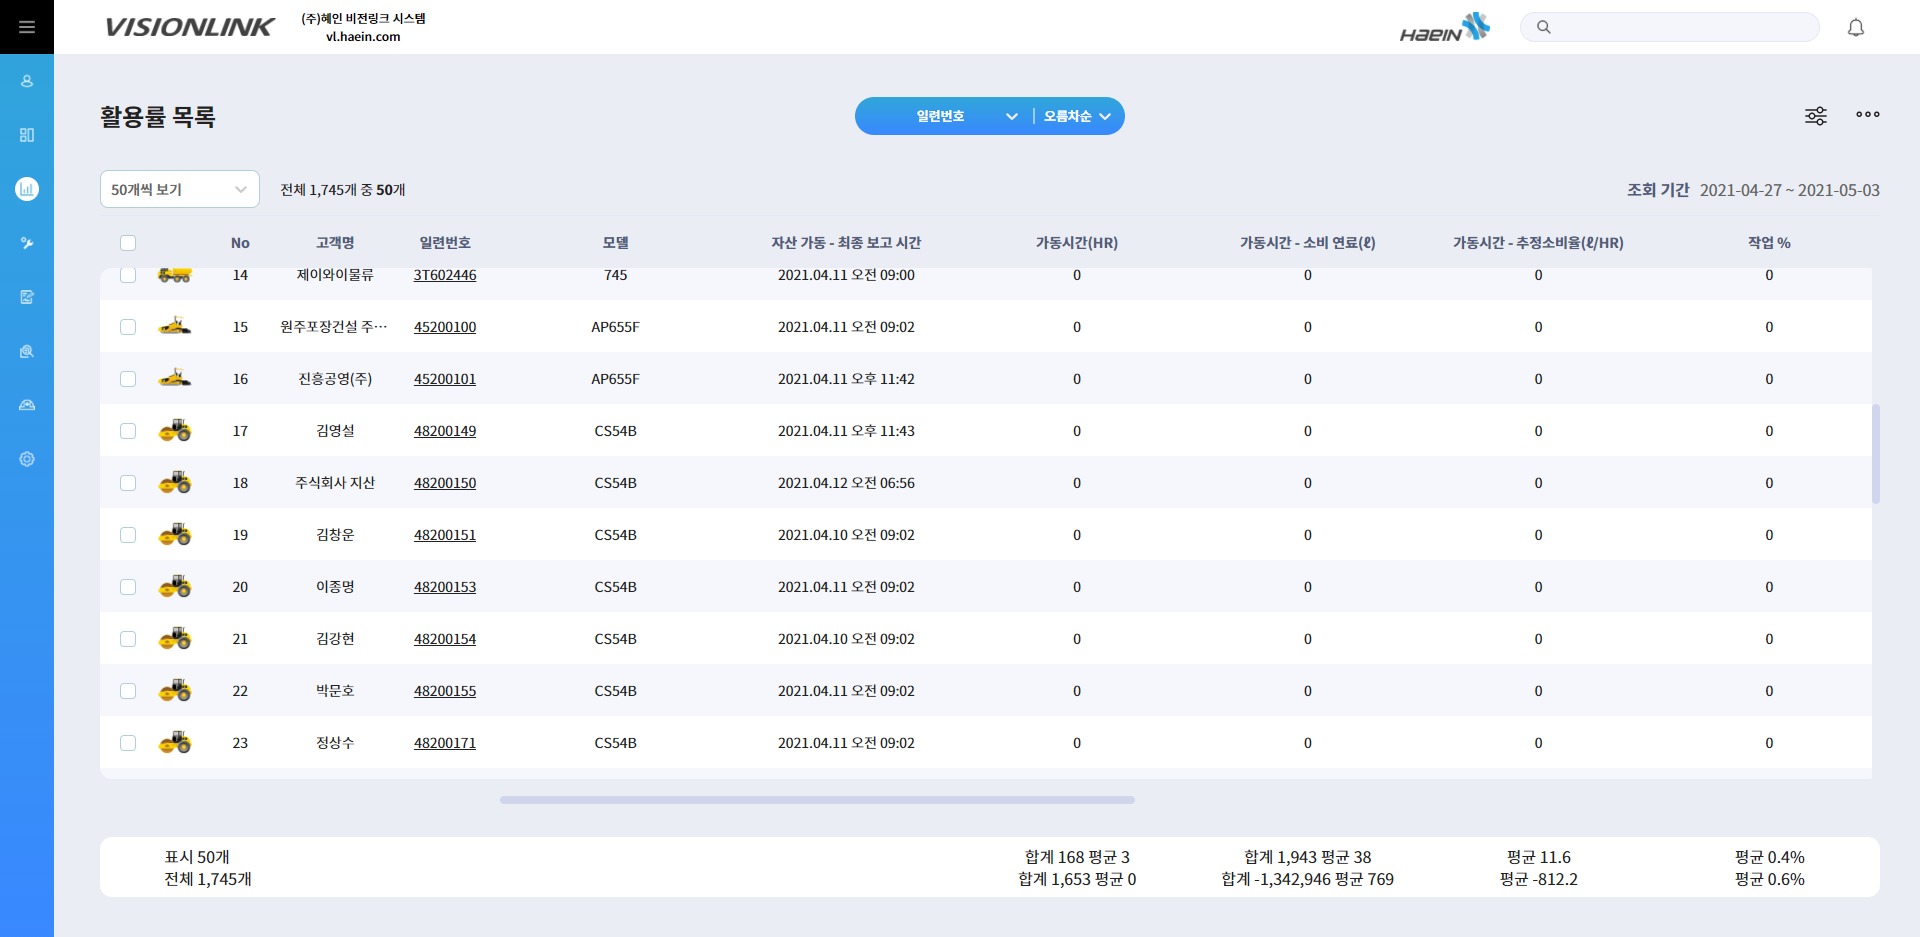 VISIONLINK
(주)혜인 비전링크 시스템
vl.haein.com
HAEIN
활용률 목록
일련번호 오름차순
50개씩 보기 전체 1,745개 중 50개 조회 기간 2021-04-27 ~ 2021-05-03
No 고객명 일련번호 모델 자산 가동 - 최종 보고 시간 가동시간(HR) 가동시간 - 소비 연료(ℓ) 가동시간 - 추정소비율(ℓ/HR) 작업 %
14 제이와이물류 3T602446 745 2021.04.11 오전 09:00 0 0 0 0
15 원주포장건설 주… 45200100 AP655F 2021.04.11 오전 09:02 0 0 0 0
16 진흥공영(주) 45200101 AP655F 2021.04.11 오후 11:42 0 0 0 0
17 김영설 48200149 CS54B 2021.04.11 오후 11:43 0 0 0 0
18 주식회사 지산 48200150 CS54B 2021.04.12 오전 06:56 0 0 0 0
19 김창운 48200151 CS54B 2021.04.10 오전 09:02 0 0 0 0
20 이종명 48200153 CS54B 2021.04.11 오전 09:02 0 0 0 0
21 김강현 48200154 CS54B 2021.04.10 오전 09:02 0 0 0 0
22 박문호 48200155 CS54B 2021.04.11 오전 09:02 0 0 0 0
23 정상수 48200171 CS54B 2021.04.11 오전 09:02 0 0 0 0
표시 50개 합계 168 평균 3 합계 1,943 평균 38 평균 11.6 평균 0.4%
전체 1,745개 합계 1,653 평균 0 합계 -1,342,946 평균 769 평균 -812.2 평균 0.6%